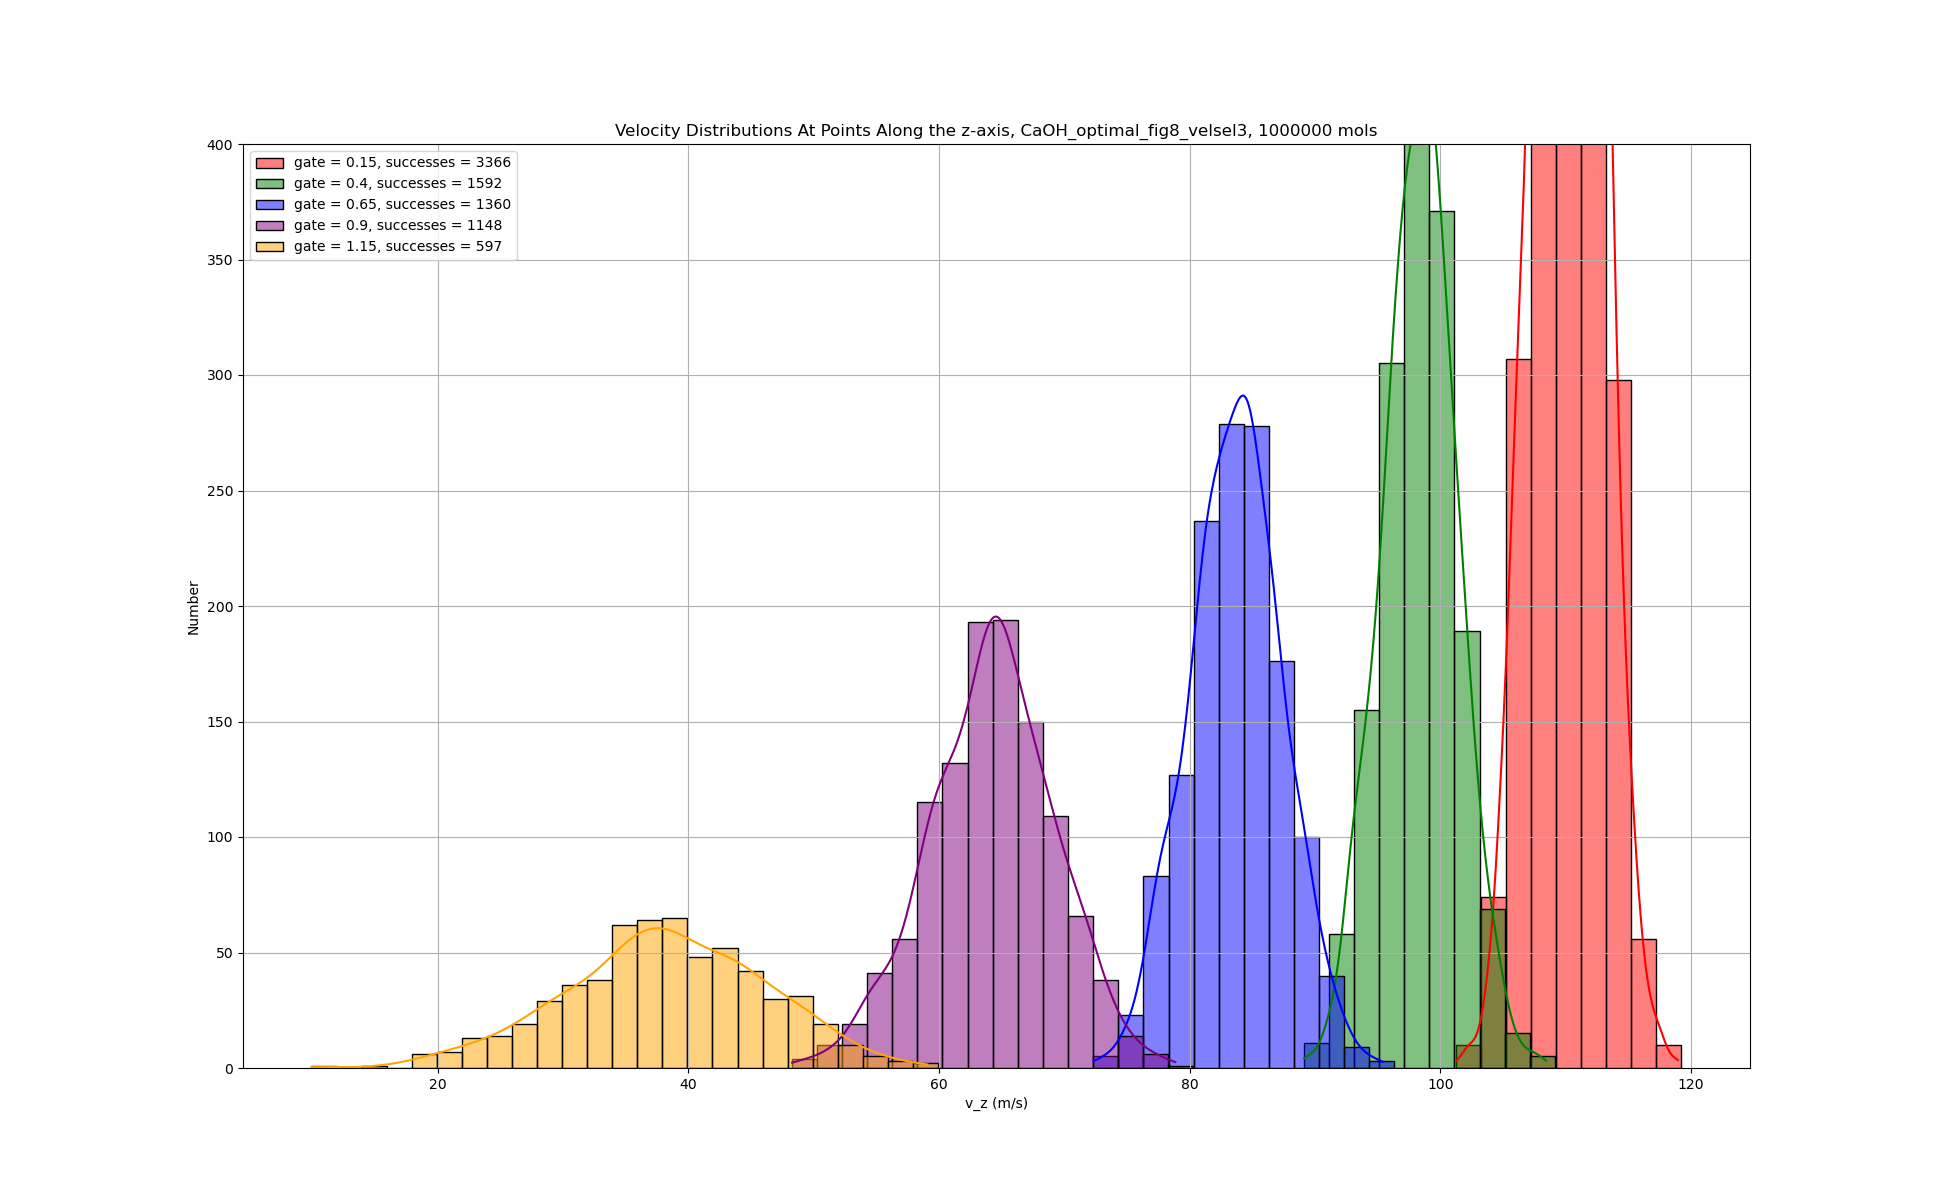 Velocity Distributions At Points Along the z-axis, CaOH_optimal_fig8_velsel3, 1000000 mols
gate = 0.15, successes = 3366
gate = 0.4, successes = 1592
gate = 0.65, successes = 1360
gate = 0.9, successes = 1148
gate = 1.15, successes = 597
400
350
300
250
200
150
100
50
0
Number
20 40 60 80 100 120
v_z (m/s)